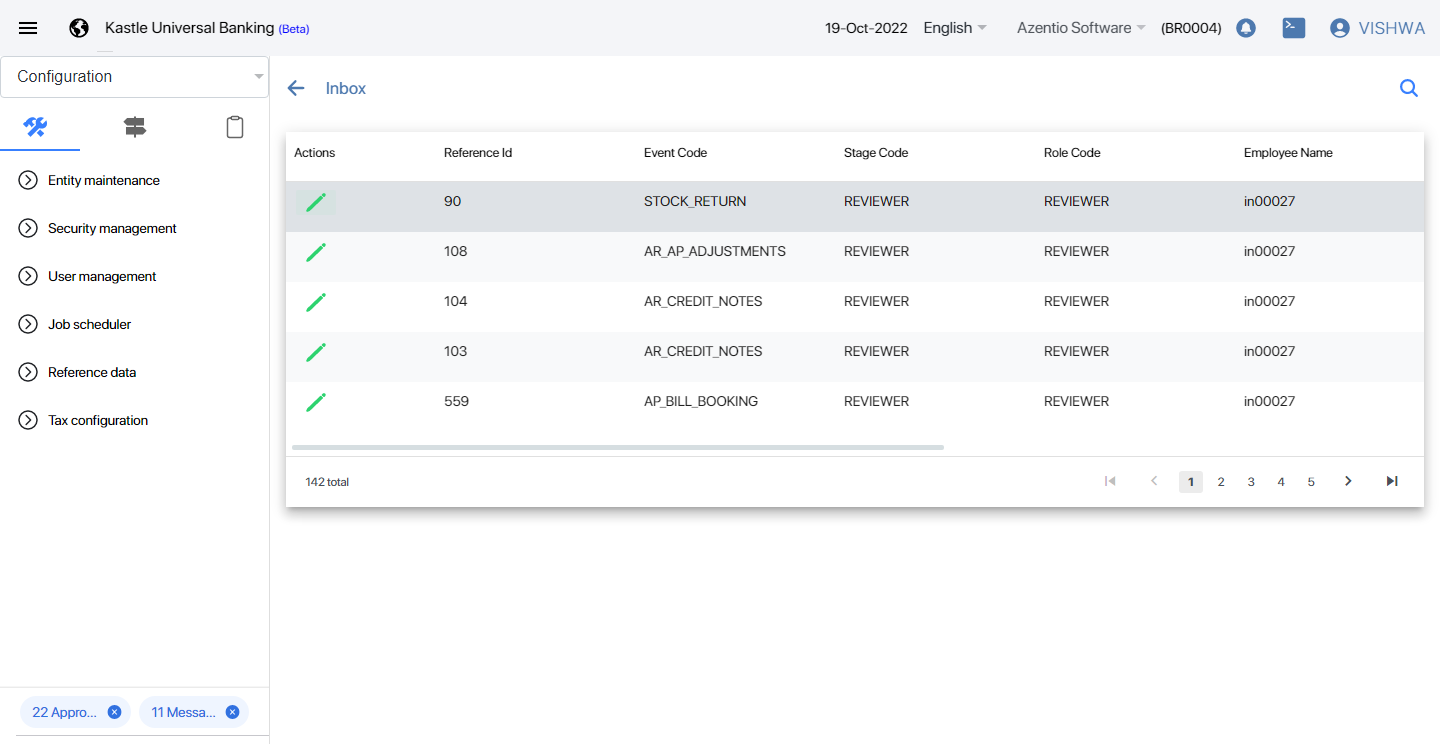 Kastle Universal Banking (Beta) 19-Oct-2022 English Azentio Software (BR0004) VISHWA
Configuration
Inbox
Entity maintenance
Security management
User management
Job scheduler
Reference data
Tax configuration
Actions Reference Id Event Code Stage Code Role Code Employee Name
90 STOCK_RETURN REVIEWER REVIEWER in00027
108 AR_AP_ADJUSTMENTS REVIEWER REVIEWER in00027
104 AR_CREDIT_NOTES REVIEWER REVIEWER in00027
103 AR_CREDIT_NOTES REVIEWER REVIEWER in00027
559 AP_BILL_BOOKING REVIEWER REVIEWER in00027
142 total 1 2 3 4 5
22 Appro... 11 Messa...